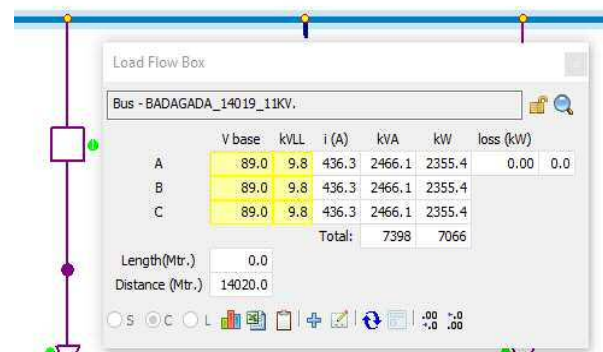 Load Flow Box
Bus - BADAGADA_14019_11KV.
V base kVLL i (A) kVA kW loss (kW)
A 89.0 9.8 436.3 2466.1 2355.4 0.00 0.0
B 89.0 9.8 436.3 2466.1 2355.4
C 89.0 9.8 436.3 2466.1 2355.4
Total: 7398 7066
Length(Mtr.) 0.0
Distance (Mtr.) 14020.0
S C L